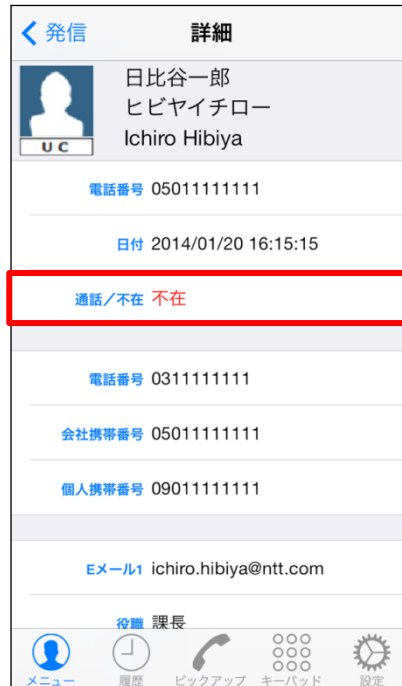 発信 詳細
日比谷一郎
ヒビヤイチロー
Ichiro Hibiya
UC
電話番号 05011111111
日付 2014/01/20 16:15:15
通話／不在 不在
電話番号 0311111111
会社携帯番号 05011111111
個人携帯番号 09011111111
Eメール1 ichiro.hibiya@ntt.com
役職 課長
メニュー 履歴 ピックアップ キーパッド 設定